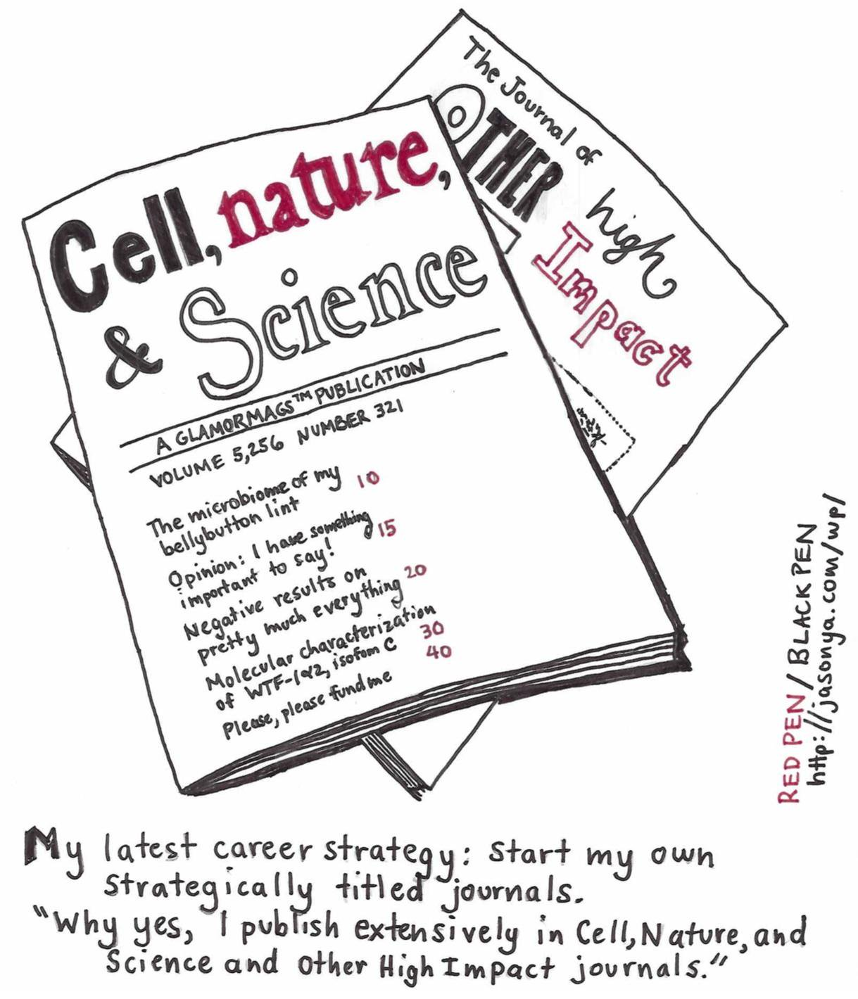 The Journal of
OTHER
high
Impact
Cell, nature,
& Science
A GLAMORMAGS™ PUBLICATION
VOLUME 5,256 NUMBER 321
The microbiome of my 10
bellybutton lint
Opinion: I have something 15
important to say!
Negative results on 20
pretty much everything
Molecular characterization 30
of WTF-1α2, isofom C 40
Please, please fund me
RED PEN / BLACK PEN
http://jasonya.com/wp/
My latest career strategy: Start my own
strategically titled journals.
"Why yes, I publish extensively in Cell, Nature, and
Science and Other High Impact journals."